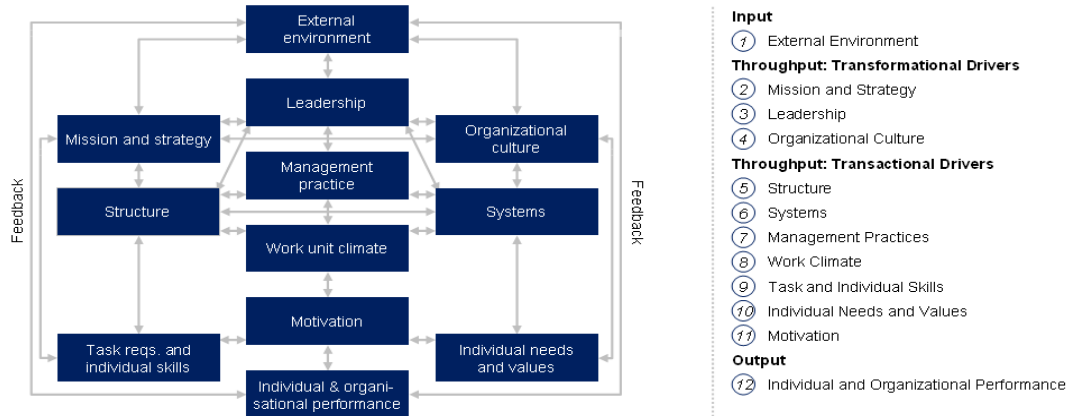 External
environment
Leadership
Mission and strategy
Organizational
culture
Management
practice
Structure
Systems
Work unit climate
Motivation
Task reqs. and
individual skills
Individual needs
and values
Individual & organi-
sational performance
Feedback
Feedback
Input
1 External Environment
Throughput: Transformational Drivers
2 Mission and Strategy
3 Leadership
4 Organizational Culture
Throughput: Transactional Drivers
5 Structure
6 Systems
7 Management Practices
8 Work Climate
9 Task and Individual Skills
10 Individual Needs and Values
11 Motivation
Output
12 Individual and Organizational Performance